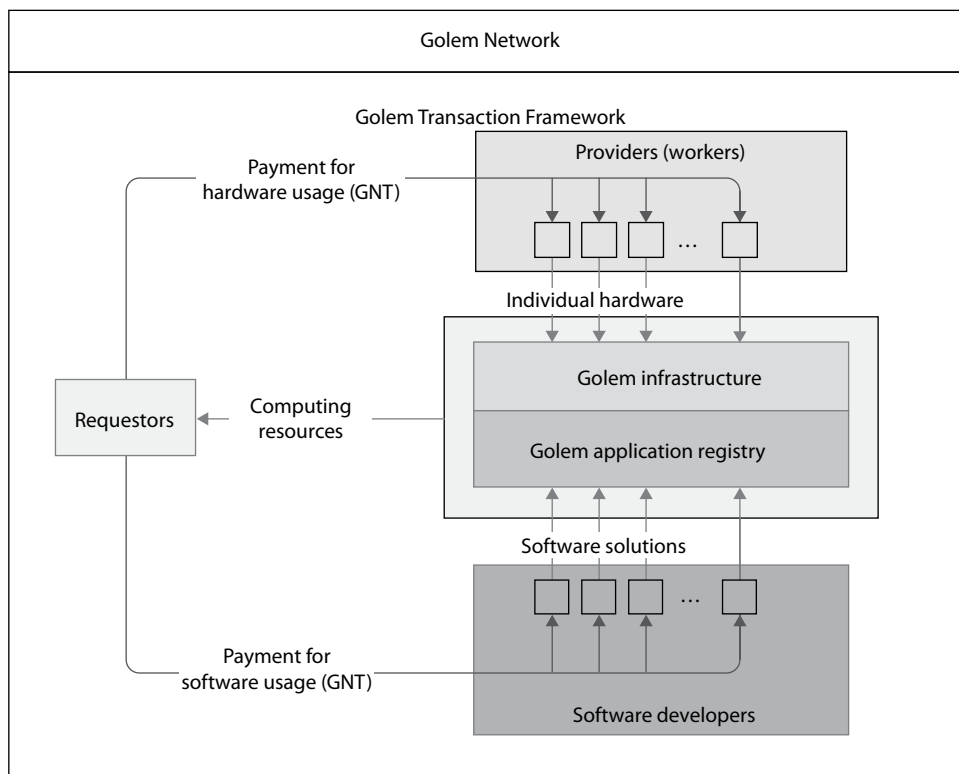 Golem Network
Golem Transaction Framework
Providers (workers)
Payment for
hardware usage (GNT)
...
Individual hardware
Golem infrastructure
Requestors
Computing
resources
Golem application registry
Software solutions
...
Payment for
software usage (GNT)
Software developers